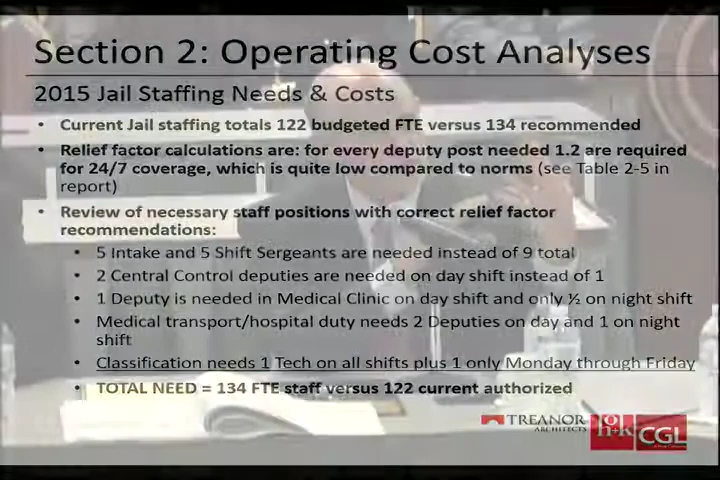 Section 2: Operating Cost Analyses
2015 Jail Staffing Needs & Costs
• Current Jail staffing totals 122 budgeted FTE versus 134 recommended
• Relief factor calculations are: for every deputy post needed 1.2 are required
for 24/7 coverage, which is quite low compared to norms (see Table 2-5 in
report)
• Review of necessary staff positions with correct relief factor
recommendations:
• 5 Intake and 5 Shift Sergeants are needed instead of 9 total
• 2 Central Control deputies are needed on day shift instead of 1
• 1 Deputy is needed in Medical Clinic on day shift and only ½ on night shift
• Medical transport/hospital duty needs 2 Deputies on day and 1 on night
shift
• Classification needs 1 Tech on all shifts plus 1 only Monday through Friday
• TOTAL NEED = 134 FTE staff versus 122 current authorized
TREANOR
ARCHITECTS
hok
CGL